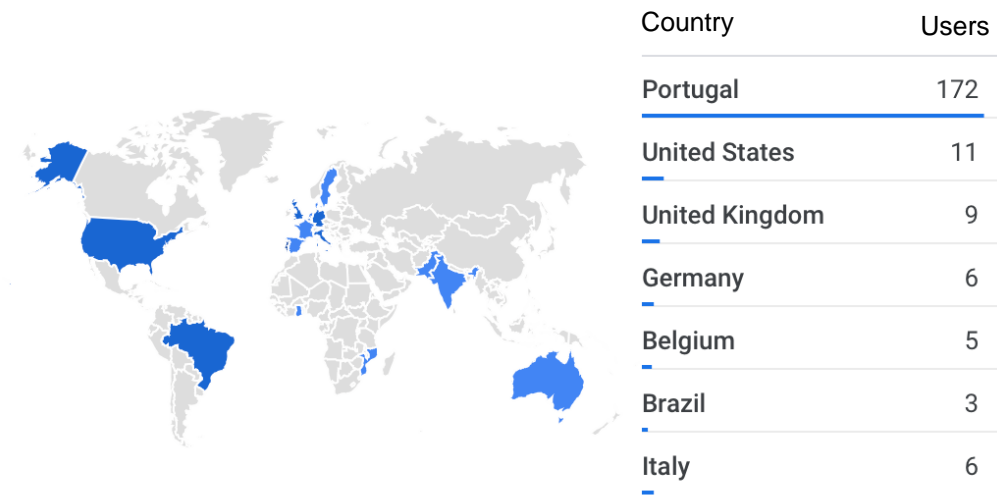 Country Users
Portugal 172
United States 11
United Kingdom 9
Germany 6
Belgium 5
Brazil 3
Italy 6